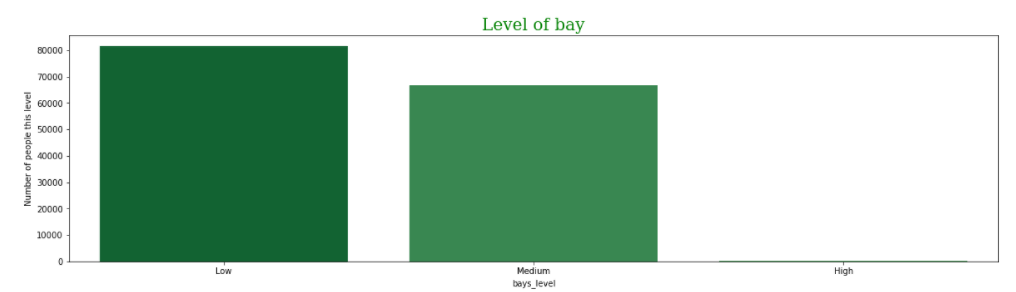 Level of bay
Number of people this level
80000
70000
60000
50000
40000
30000
20000
10000
0
Low
Medium
High
bays_level